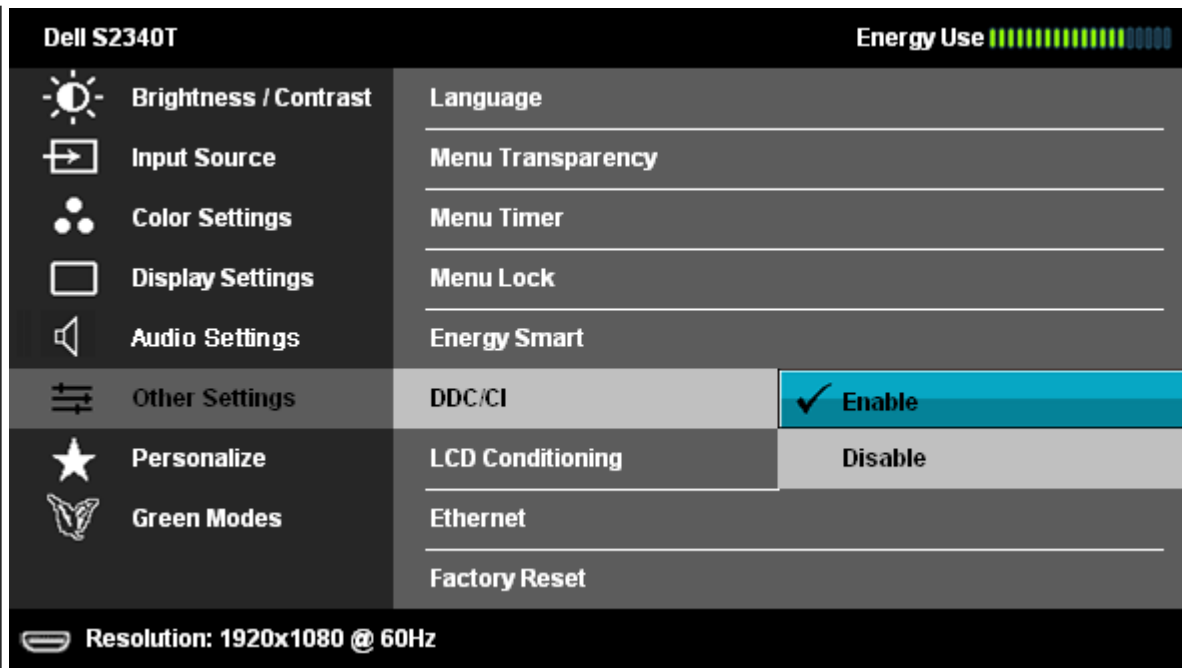 Dell S2340T Energy Use
Brightness / Contrast Language
Input Source Menu Transparency
Color Settings Menu Timer
Display Settings Menu Lock
Audio Settings Energy Smart
Other Settings DDC/CI Enable
Personalize LCD Conditioning Disable
Green Modes Ethernet
Factory Reset
Resolution: 1920x1080 @ 60Hz